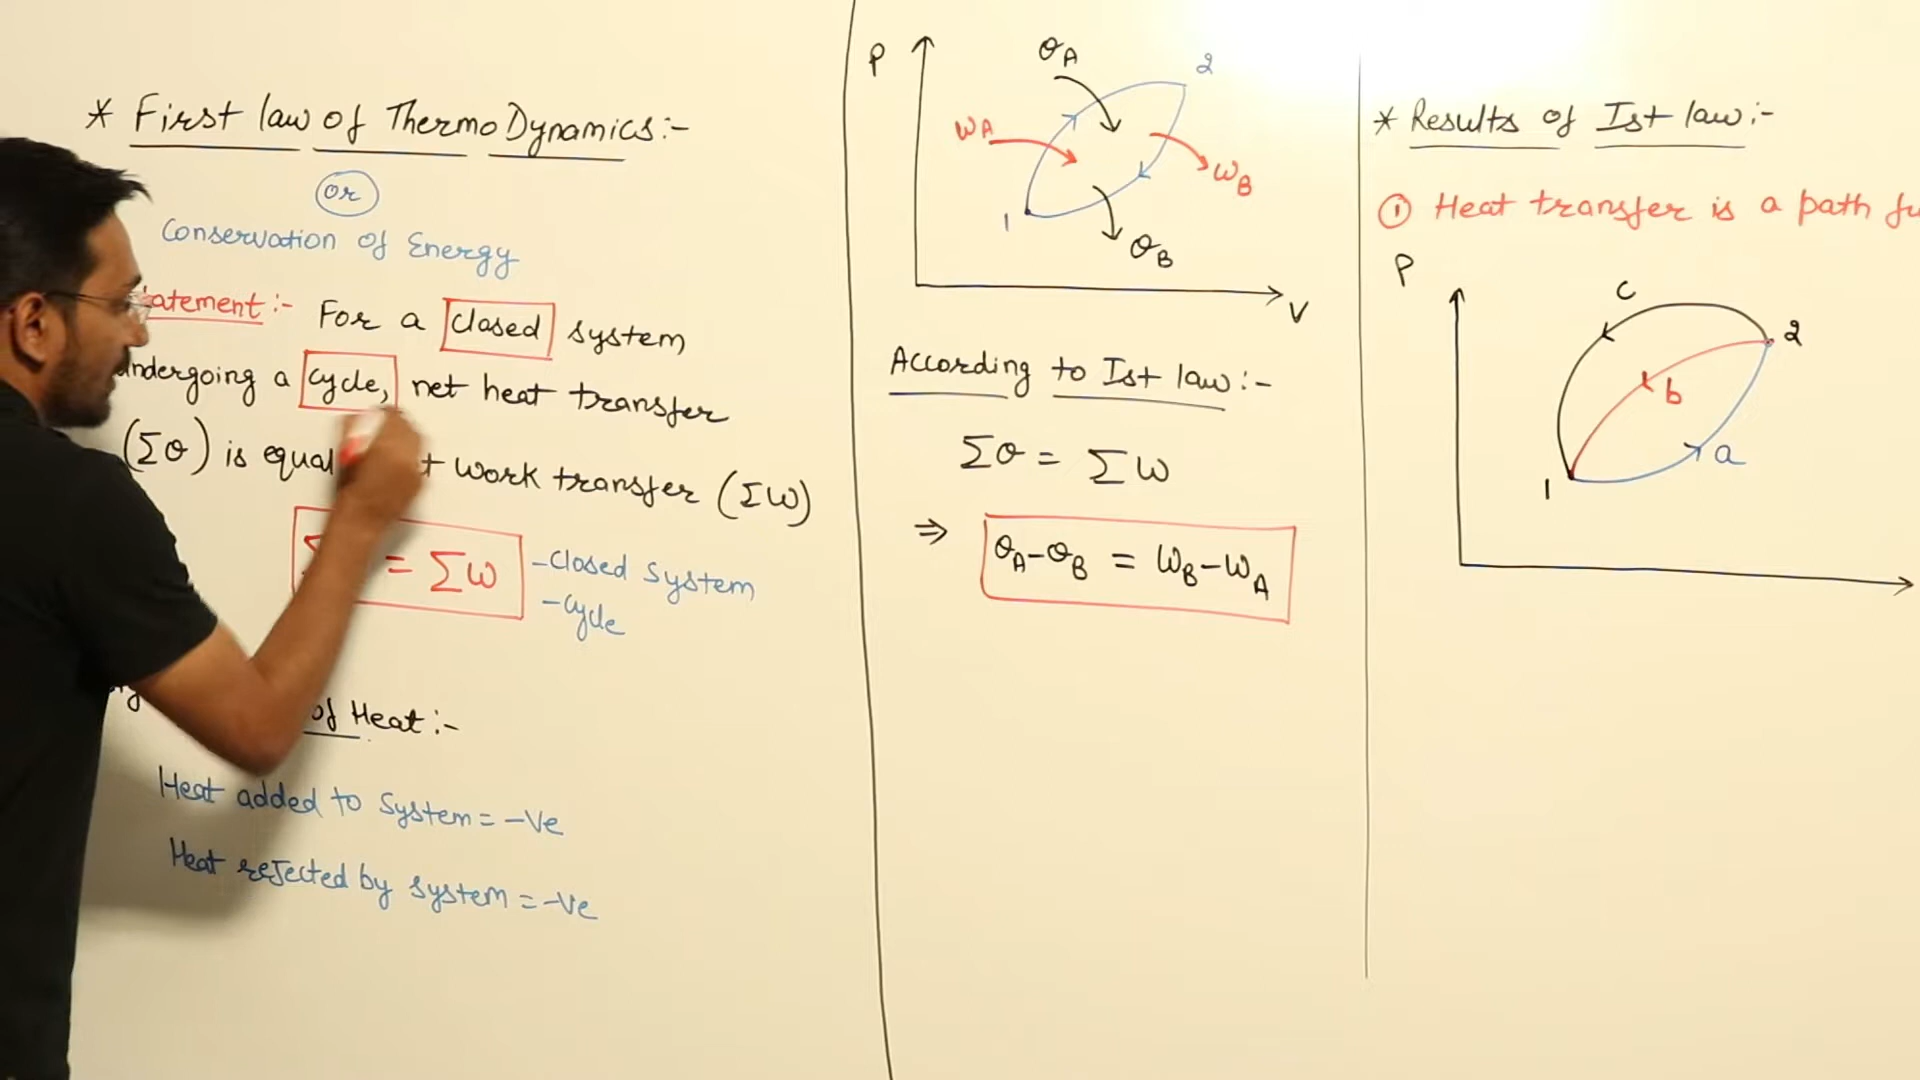 * First law of ThermoDynamics:-
or
Conservation of Energy
atement:- For a closed system
undergoing a cycle, net heat transfer
(ΣQ) is equal work transfer (ΣW)
= ΣW
-Closed System
-Cycle
of Heat:-
Heat added to System = -Ve
Heat rejected by system = -Ve
P
QA
2
WA
WB
1
QB
V
According to Ist law:-
ΣQ = ΣW
⇒ QA-QB = WB-WA
* Results of Ist law:-
① Heat transfer is a path fu
P
c
2
b
a
1